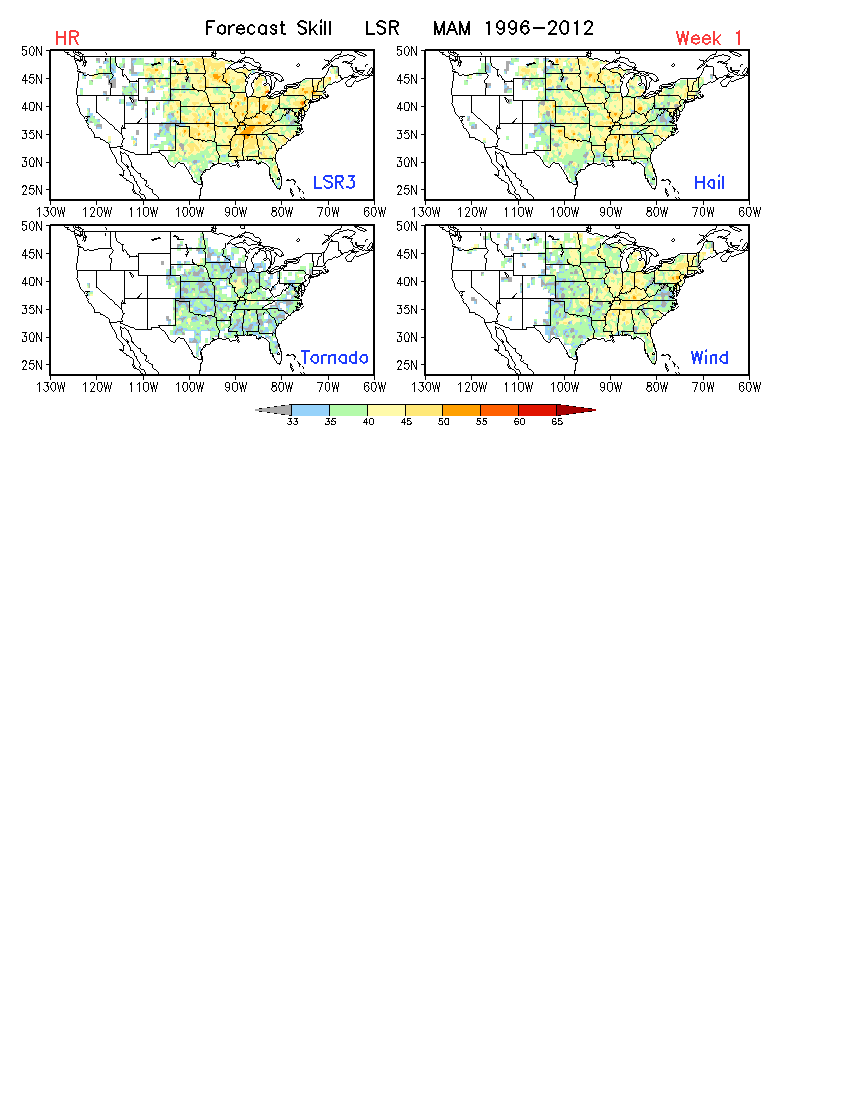 Forecast Skill LSR MAM 1996-2012
HR Week 1
50N 50N
45N 45N
40N 40N
35N 35N
30N 30N
25N LSR3 25N Hail
130W 120W 110W 100W 90W 80W 70W 60W 130W 120W 110W 100W 90W 80W 70W 60W
50N 50N
45N 45N
40N 40N
35N 35N
30N 30N
25N Tornado 25N Wind
130W 120W 110W 100W 90W 80W 70W 60W 130W 120W 110W 100W 90W 80W 70W 60W
33 35 40 45 50 55 60 65